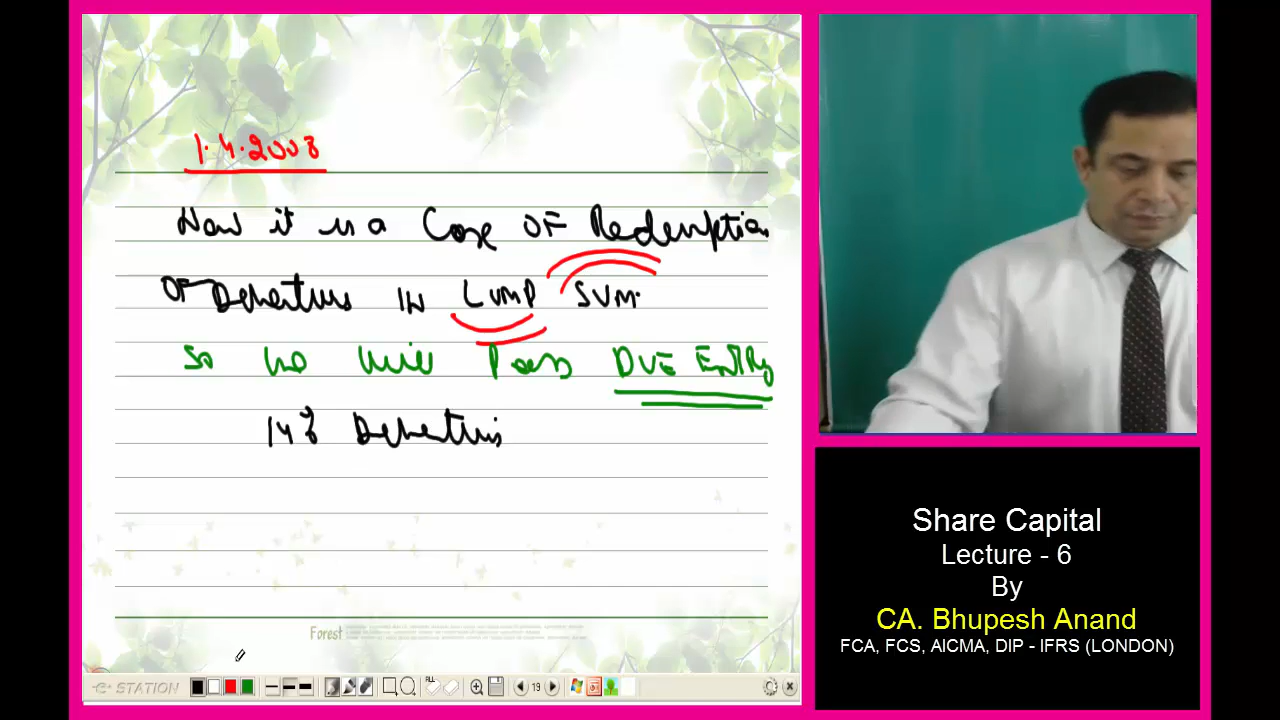 1.4.2008
Now it is a Case OF Redemption
OF Debentures IN LUMP SUM.
So we will Pass DUE ENTRy
14% Debentures
Forest
e-STATION
ALL
19
Share Capital
Lecture - 6
By
CA. Bhupesh Anand
FCA, FCS, AICMA, DIP - IFRS (LONDON)